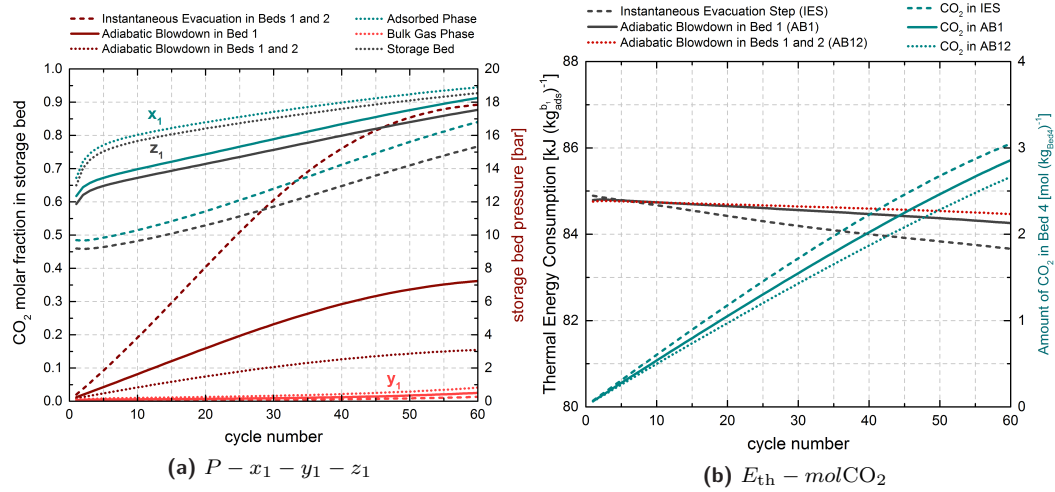 Instantaneous Evacuation in Beds 1 and 2
Adiabatic Blowdown in Bed 1
Adiabatic Blowdown in Beds 1 and 2
Adsorbed Phase
Bulk Gas Phase
Storage Bed
CO2 molar fraction in storage bed
1.0
0.9
0.8
0.7
0.6
0.5
0.4
0.3
0.2
0.1
0.0
x1
z1
y1
20
18
16
14
12
10
8
6
4
2
0
storage bed pressure [bar]
0 10 20 30 40 50 60
cycle number
(a) P − x1 − y1 − z1
Instantaneous Evacuation Step (IES)
Adiabatic Blowdown in Bed 1 (AB1)
Adiabatic Blowdown in Beds 1 and 2 (AB12)
CO2 in IES
CO2 in AB1
CO2 in AB12
Thermal Energy Consumption [kJ (kg_ads^b1)^-1]
88
86
84
82
80
4
3
2
1
0
Amount of CO2 in Bed 4 [mol (kg_Bed4)^-1]
0 10 20 30 40 50 60
cycle number
(b) Eth − molCO2